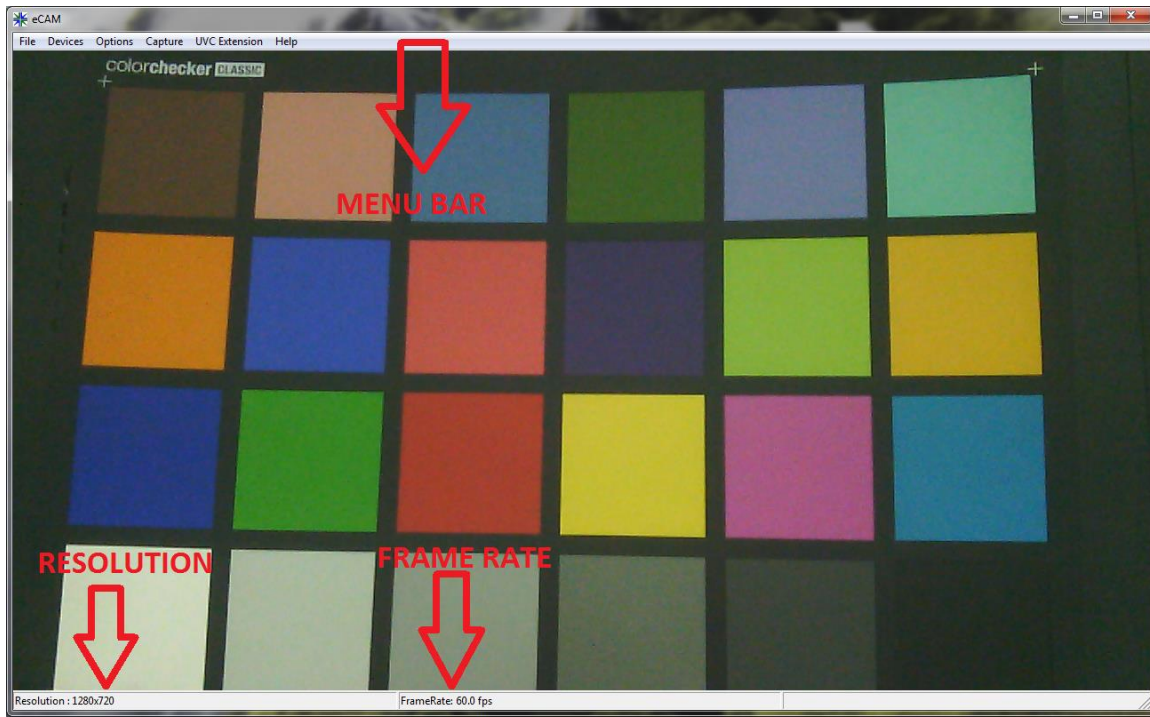 eCAM
File Devices Options Capture UVC Extension Help
colorchecker CLASSIC
MENU BAR
RESOLUTION
FRAME RATE
Resolution : 1280x720
FrameRate: 60.0 fps